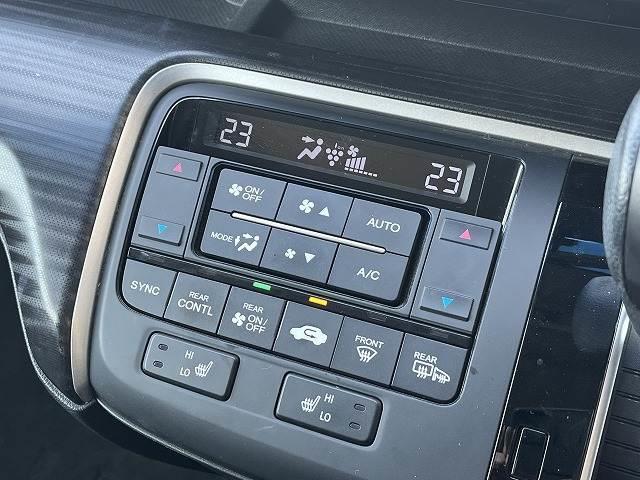 23
23
ON/OFF
AUTO
MODE
A/C
SYNC
REAR
CONTL
REAR
ON/OFF
FRONT
REAR
HI
LO
HI
LO